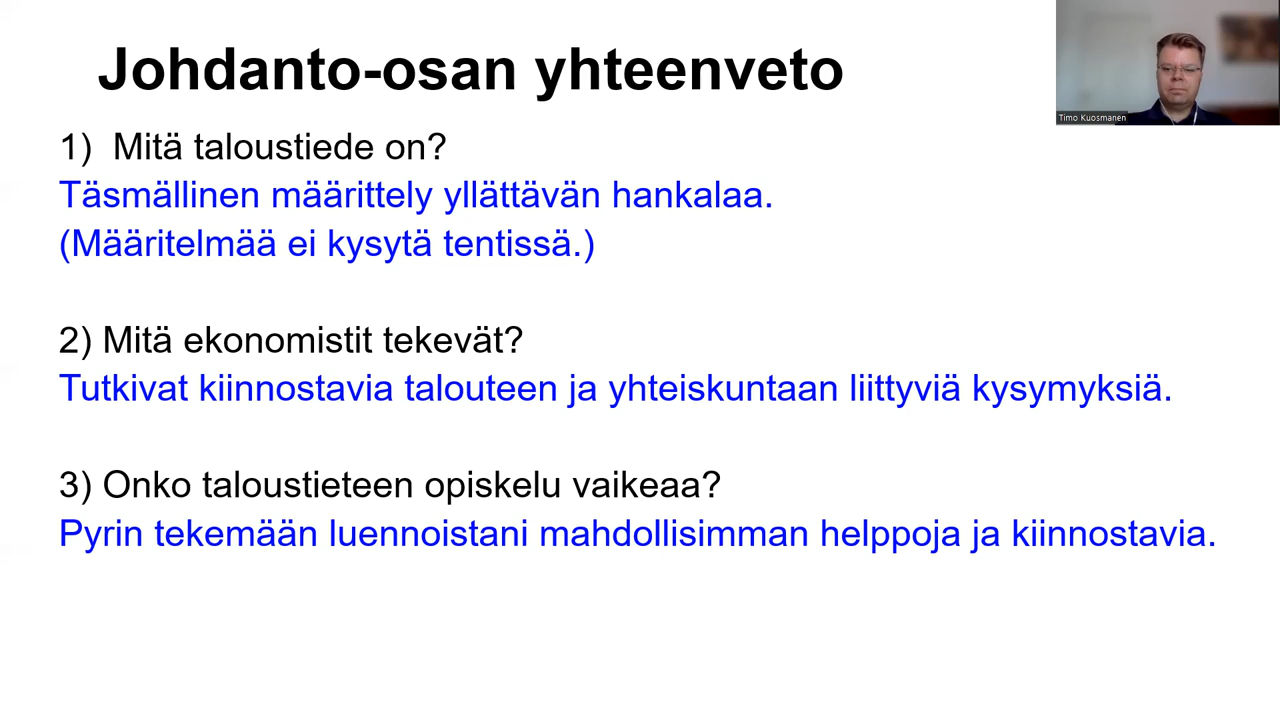 Johdanto-osan yhteenveto
Timo Kuosmanen
1) Mitä taloustiede on?
Täsmällinen määrittely yllättävän hankalaa.
(Määritelmää ei kysytä tentissä.)
2) Mitä ekonomistit tekevät?
Tutkivat kiinnostavia talouteen ja yhteiskuntaan liittyviä kysymyksiä.
3) Onko taloustieteen opiskelu vaikeaa?
Pyrin tekemään luennoistani mahdollisimman helppoja ja kiinnostavia.